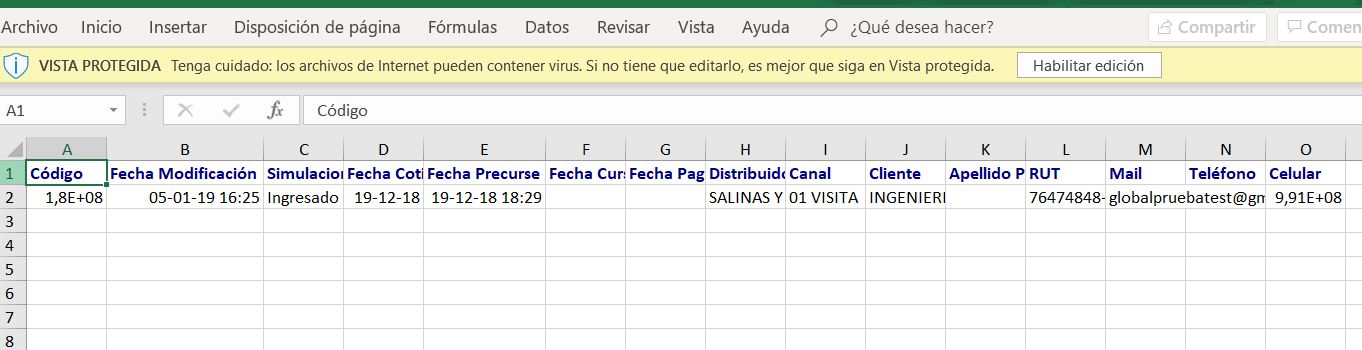 Archivo Inicio Insertar Disposición de página Fórmulas Datos Revisar Vista Ayuda ¿Qué desea hacer? Compartir Comen
VISTA PROTEGIDA Tenga cuidado: los archivos de Internet pueden contener virus. Si no tiene que editarlo, es mejor que siga en Vista protegida. Habilitar edición
A1 fx Código
A B C D E F G H I J K L M N O
1 Código Fecha Modificación Simulacion Fecha Coti Fecha Precurse Fecha Curs Fecha Pag Distribuido Canal Cliente Apellido P RUT Mail Teléfono Celular
2 1,8E+08 05-01-19 16:25 Ingresado 19-12-18 19-12-18 18:29 SALINAS Y 01 VISITA INGENIERI 76474848- globalpruebatest@gm 9,91E+08
3
4
5
6
7
8